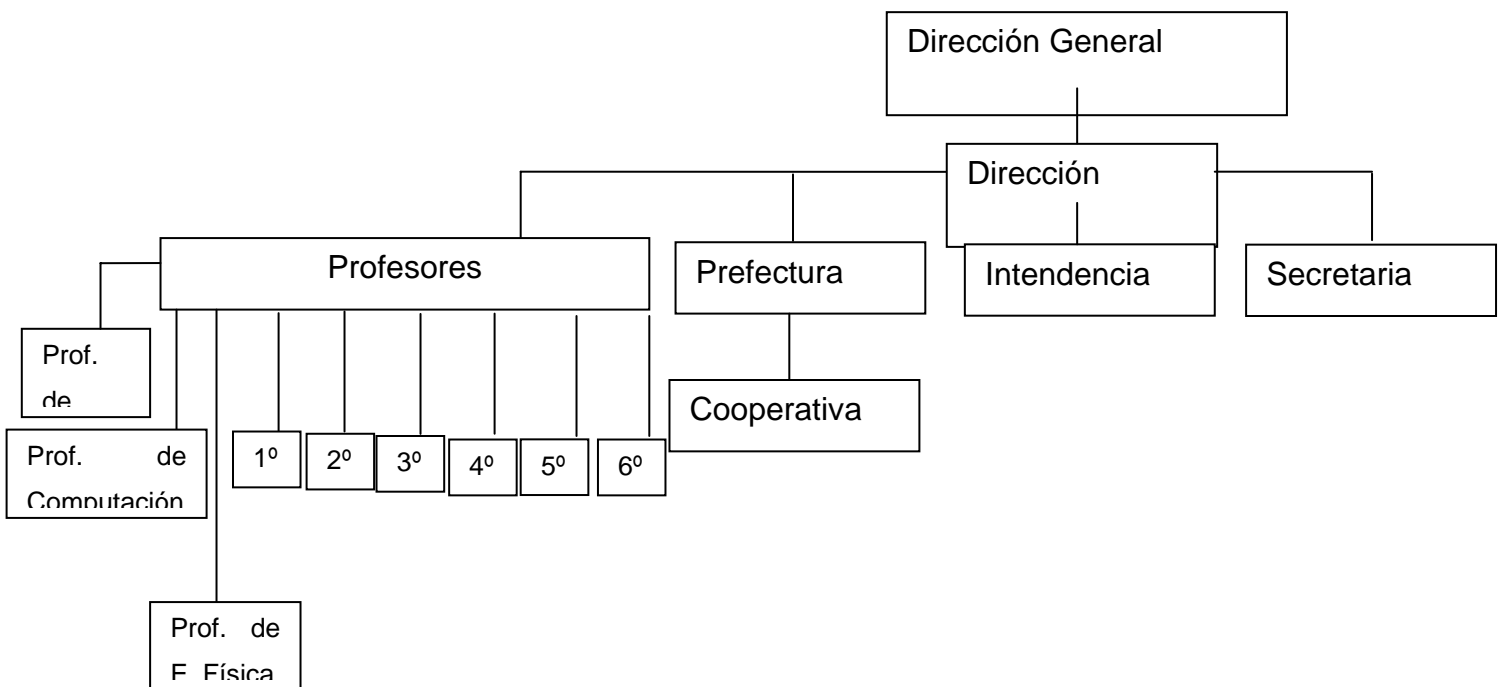 Dirección General
Dirección
Profesores
Prefectura
Intendencia
Secretaria
Prof.
de
Prof. de
Computación
1º
2º
3º
4º
5º
6º
Cooperativa
Prof. de
E. Física